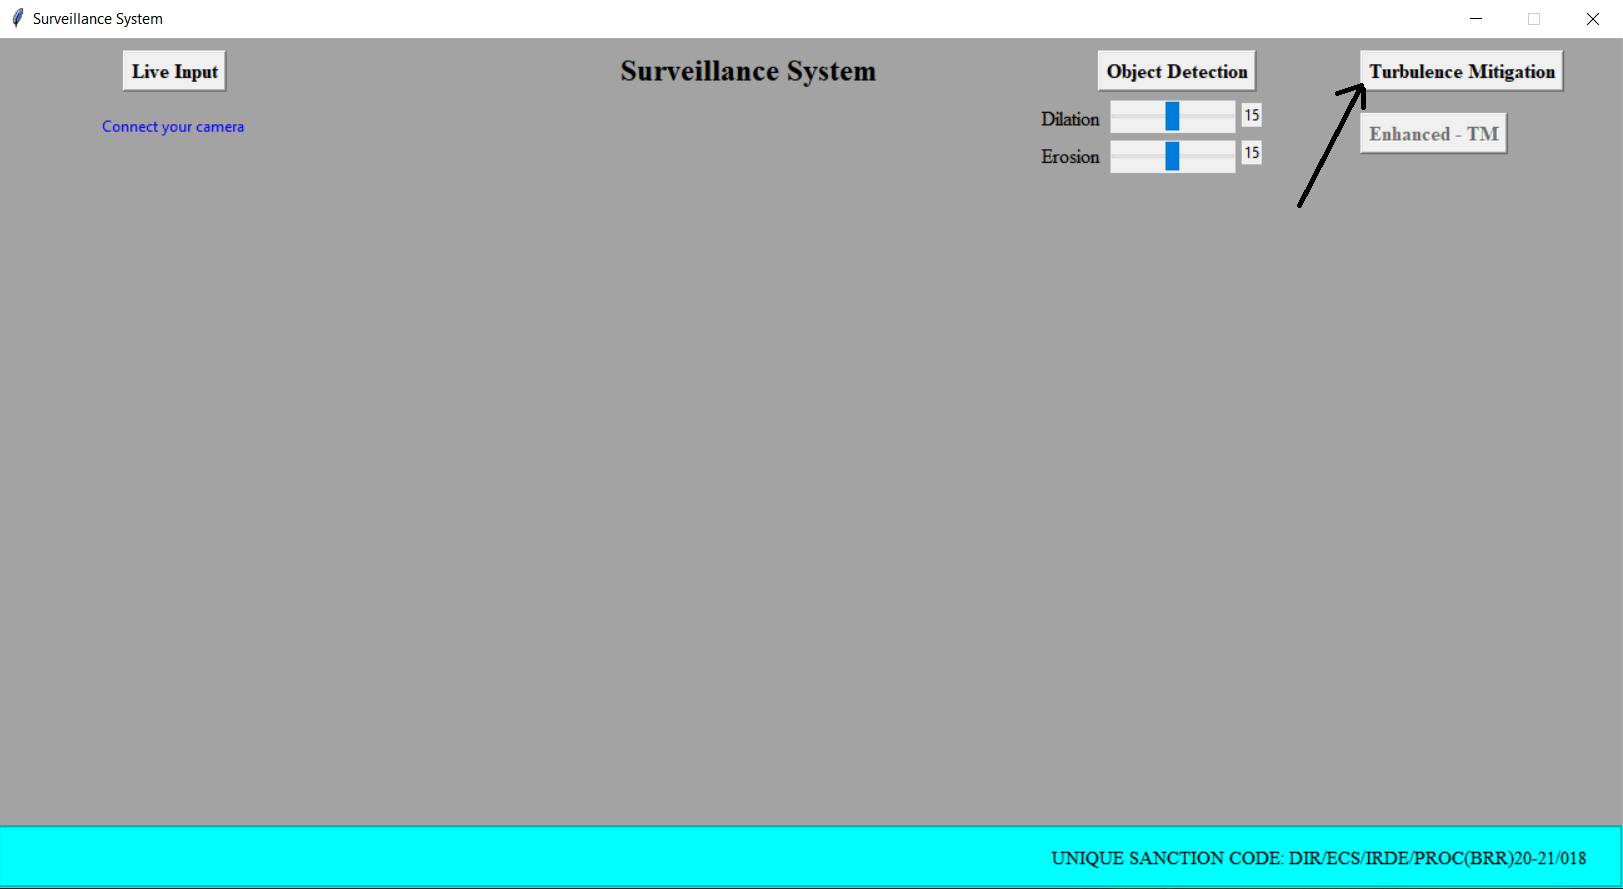 Surveillance System
Live Input
Surveillance System
Object Detection
Turbulence Mitigation
Connect your camera
Dilation
15
Enhanced - TM
Erosion
15
UNIQUE SANCTION CODE: DIR/ECS/IRDE/PROC(BRR)20-21/018